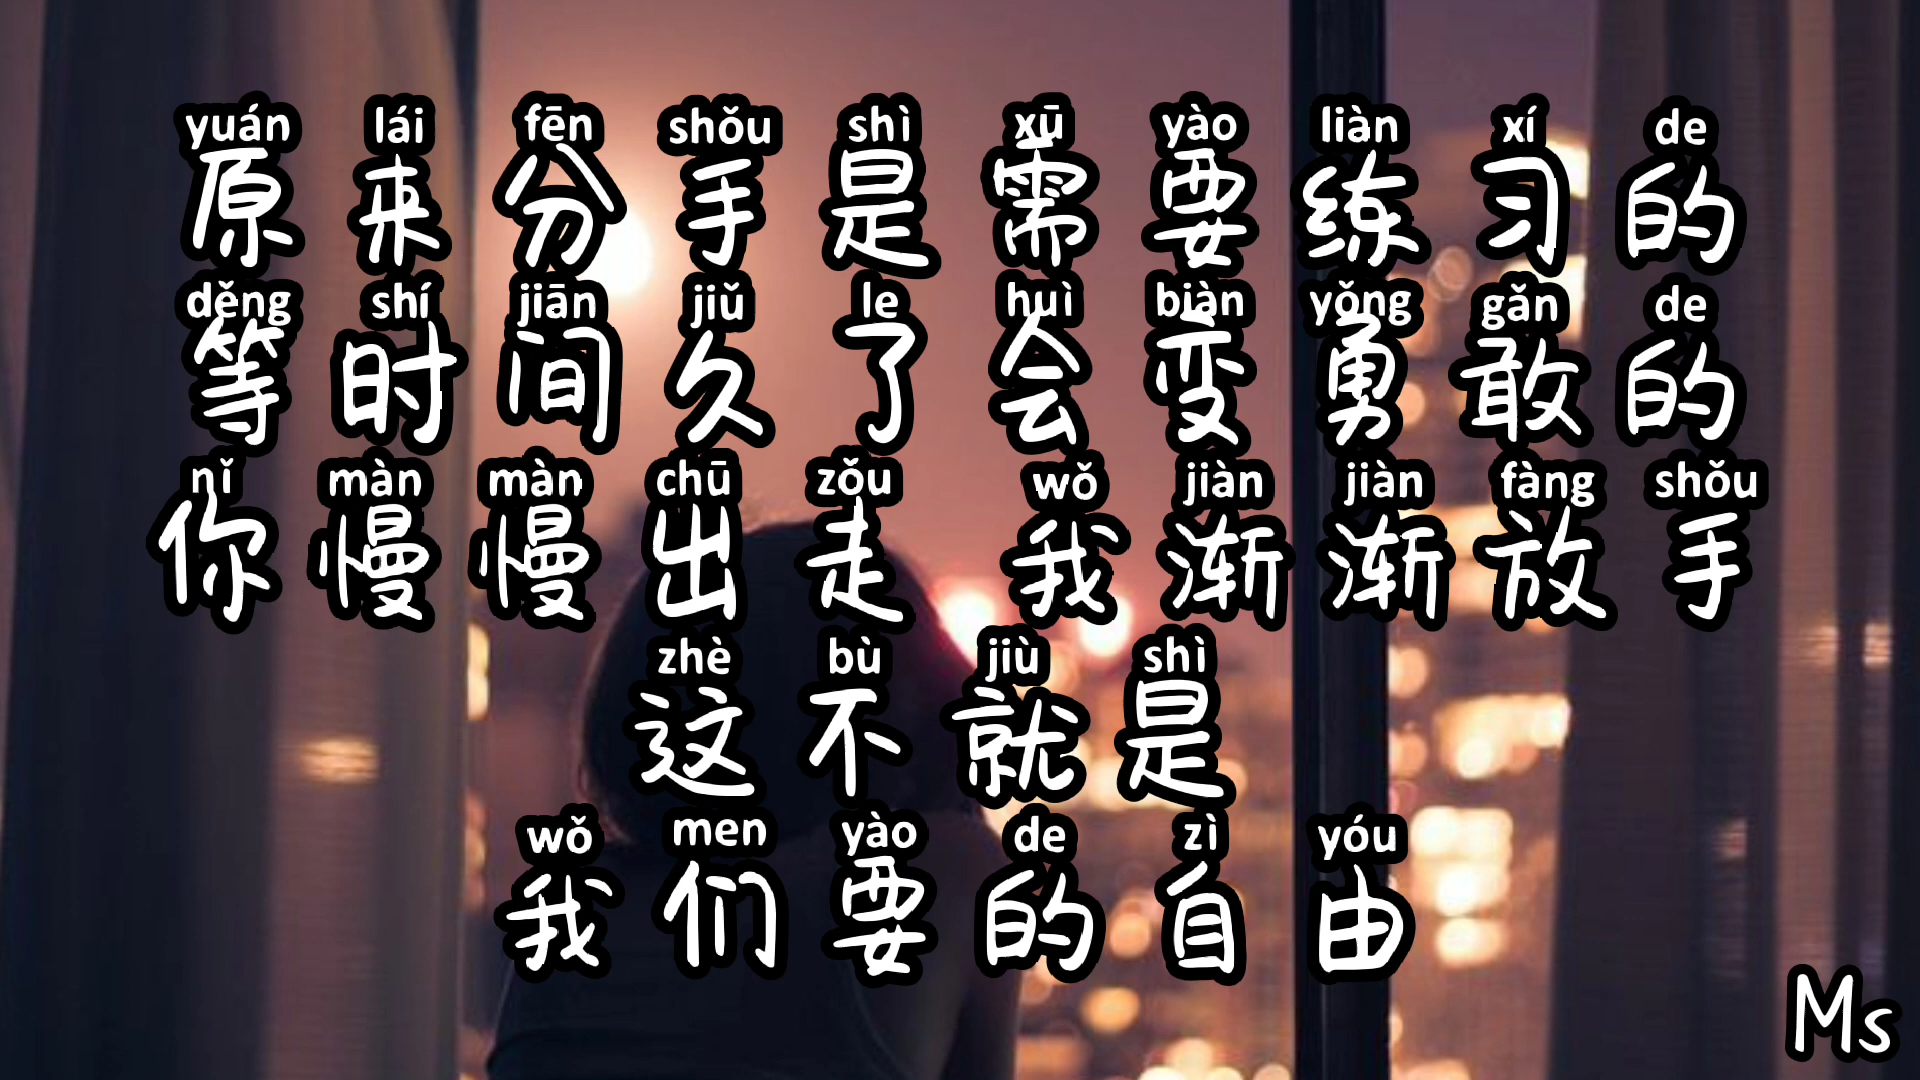 yuán lái fēn shǒu shì xū yào liàn xí de
原来分手是需要练习的
děng shí jiān jiǔ le huì biàn yǒng gǎn de
等时间久了会变勇敢的
nǐ màn màn chū zǒu wǒ jiàn jiàn fàng shǒu
你慢慢出走 我渐渐放手
zhè bù jiù shì
这不就是
wǒ men yào de zì yóu
我们要的自由
Ms